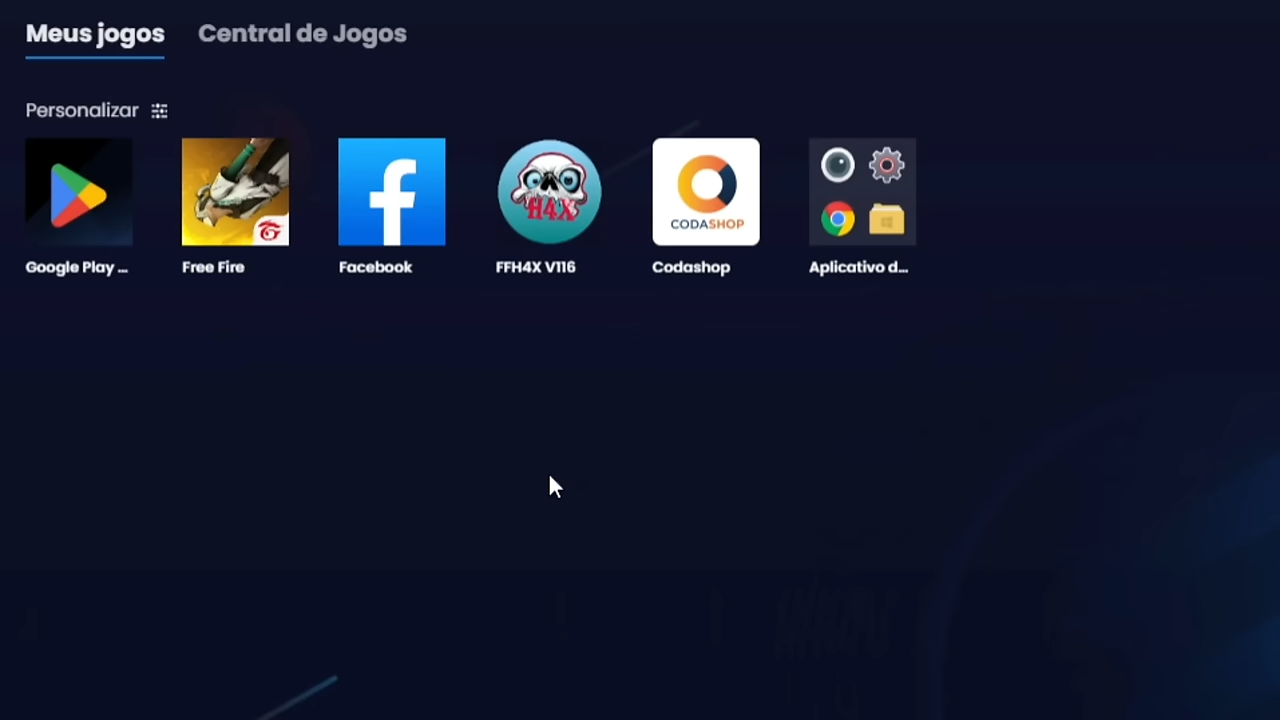 Meus jogos Central de Jogos
Personalizar
H4X
CODASHOP
Google Play ... Free Fire Facebook FFH4X V116 Codashop Aplicativo d...